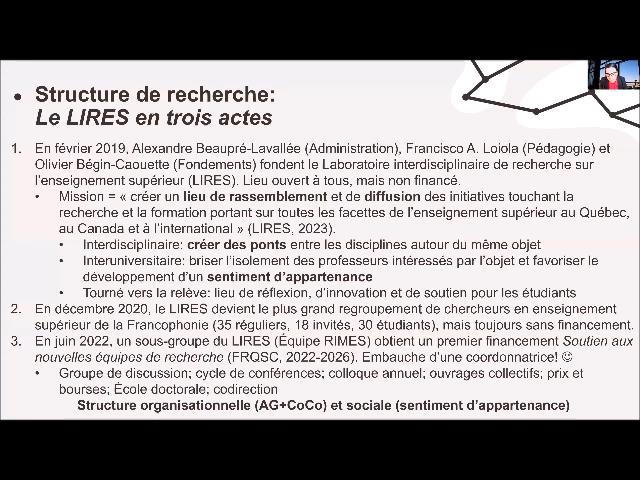 • Structure de recherche:
Le LIRES en trois actes
1. En février 2019, Alexandre Beaupré-Lavallée (Administration), Francisco A. Loiola (Pédagogie) et
Olivier Bégin-Caouette (Fondements) fondent le Laboratoire interdisciplinaire de recherche sur
l'enseignement supérieur (LIRES). Lieu ouvert à tous, mais non financé.
• Mission = « créer un lieu de rassemblement et de diffusion des initiatives touchant la
recherche et la formation portant sur toutes les facettes de l'enseignement supérieur au Québec,
au Canada et à l'international » (LIRES, 2023).
• Interdisciplinaire: créer des ponts entre les disciplines autour du même objet
• Interuniversitaire: briser l'isolement des professeurs intéressés par l'objet et favoriser le
développement d'un sentiment d'appartenance
• Tourné vers la relève: lieu de réflexion, d'innovation et de soutien pour les étudiants
2. En décembre 2020, le LIRES devient le plus grand regroupement de chercheurs en enseignement
supérieur de la Francophonie (35 réguliers, 18 invités, 30 étudiants), mais toujours sans financement.
3. En juin 2022, un sous-groupe du LIRES (Équipe RIMES) obtient un premier financement Soutien aux
nouvelles équipes de recherche (FRQSC, 2022-2026). Embauche d'une coordonnatrice! ☺
• Groupe de discussion; cycle de conférences; colloque annuel; ouvrages collectifs; prix et
bourses; École doctorale; codirection
Structure organisationnelle (AG+CoCo) et sociale (sentiment d'appartenance)